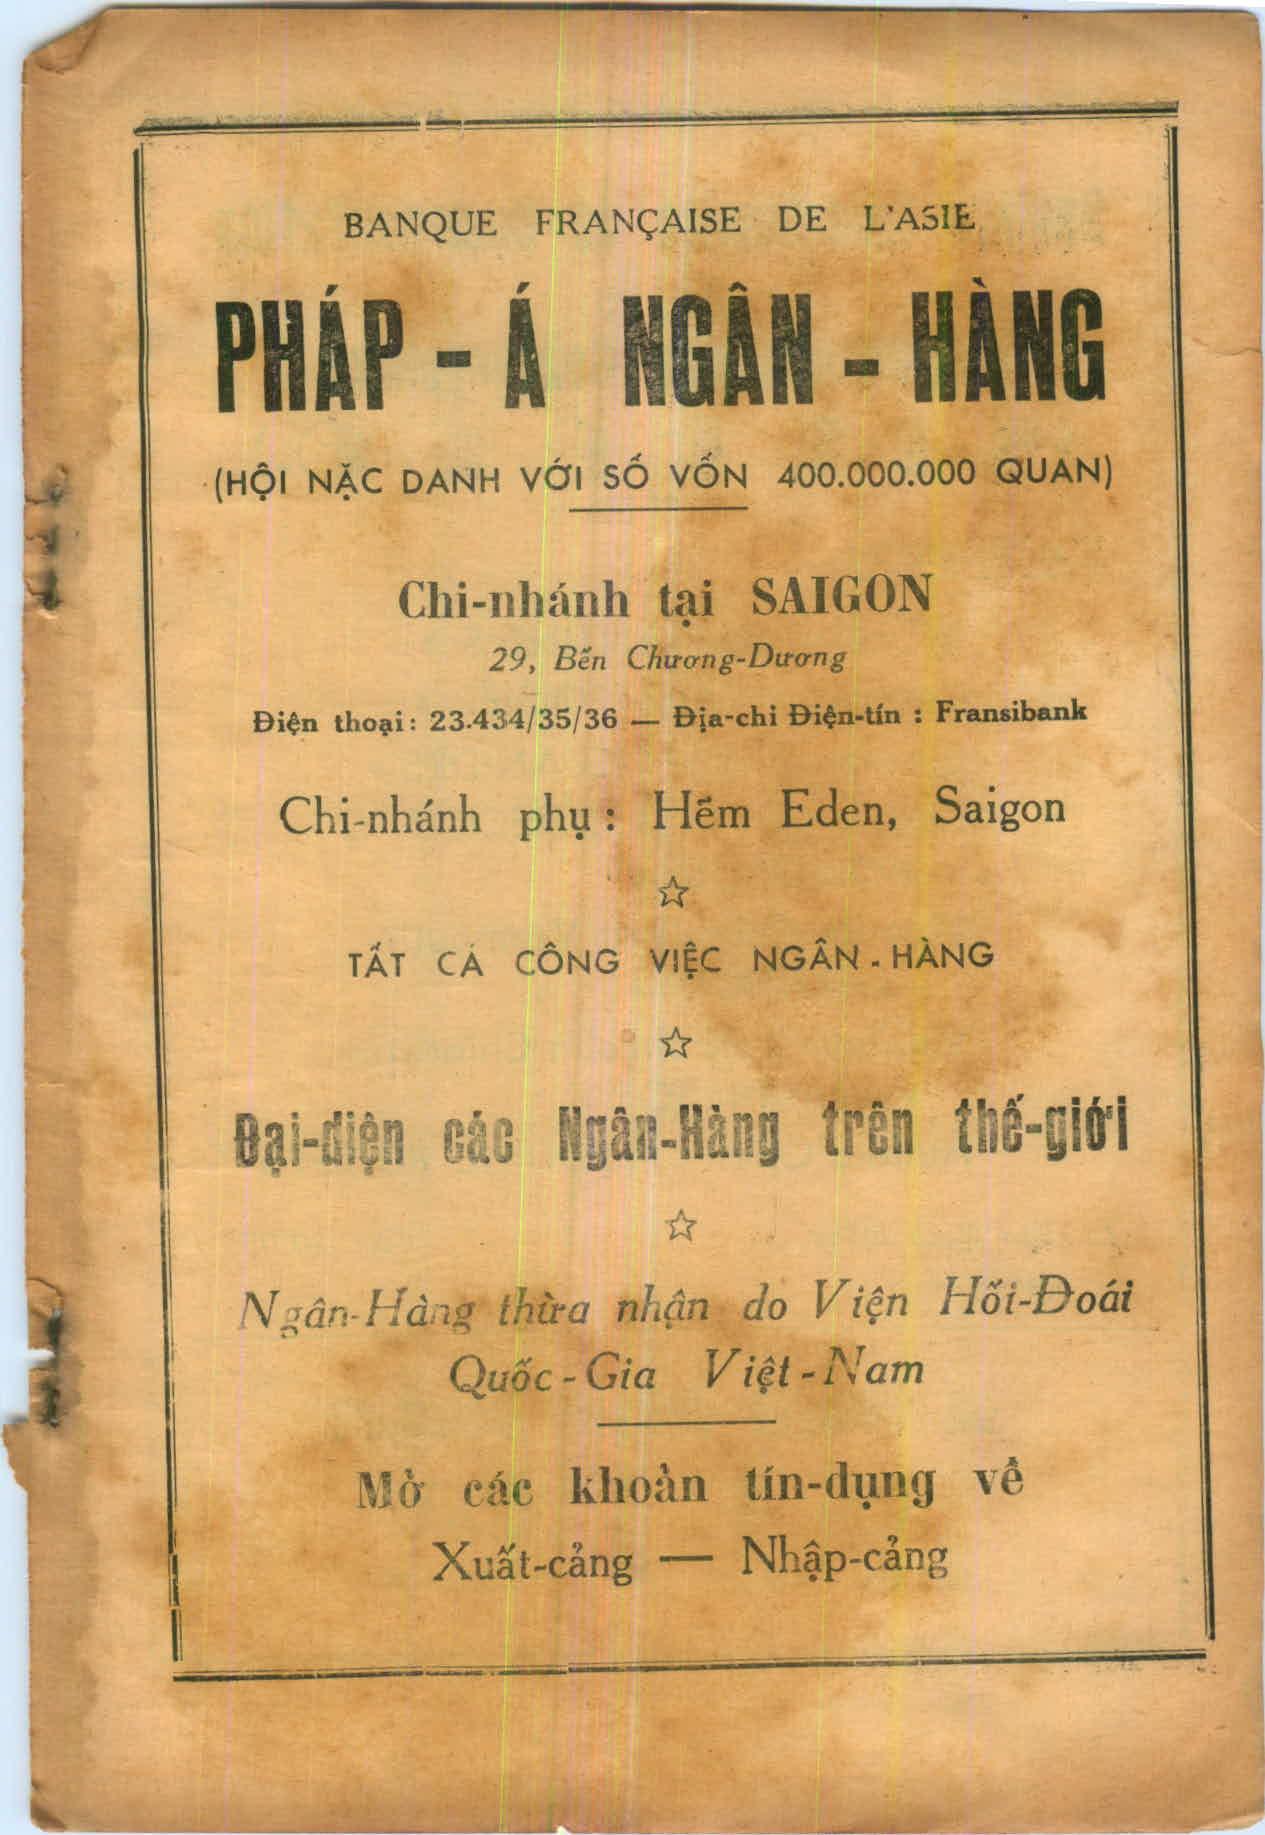 BANQUE FRANÇAISE DE L'ASIE
PHÁP - Á NGÂN - HÀNG
(HỘI NẶC DANH VỚI SỐ VỐN 400.000.000 QUAN)
Chi-nhánh tại SAIGON
29, Bến Chương-Dương
Điện thoại : 23.434/35/36 — Địa-chi Điện-tín : Fransibank
Chi-nhánh phụ : Hẻm Eden, Saigon
TẤT CẢ CÔNG VIỆC NGÂN - HÀNG
Đại-diện các Ngân-Hàng trên thế-giới
Ngân-Hàng thừa nhận do Viện Hối-Đoái
Quốc - Gia Việt - Nam
Mở các khoản tín-dụng về
Xuất-cảng — Nhập-cảng